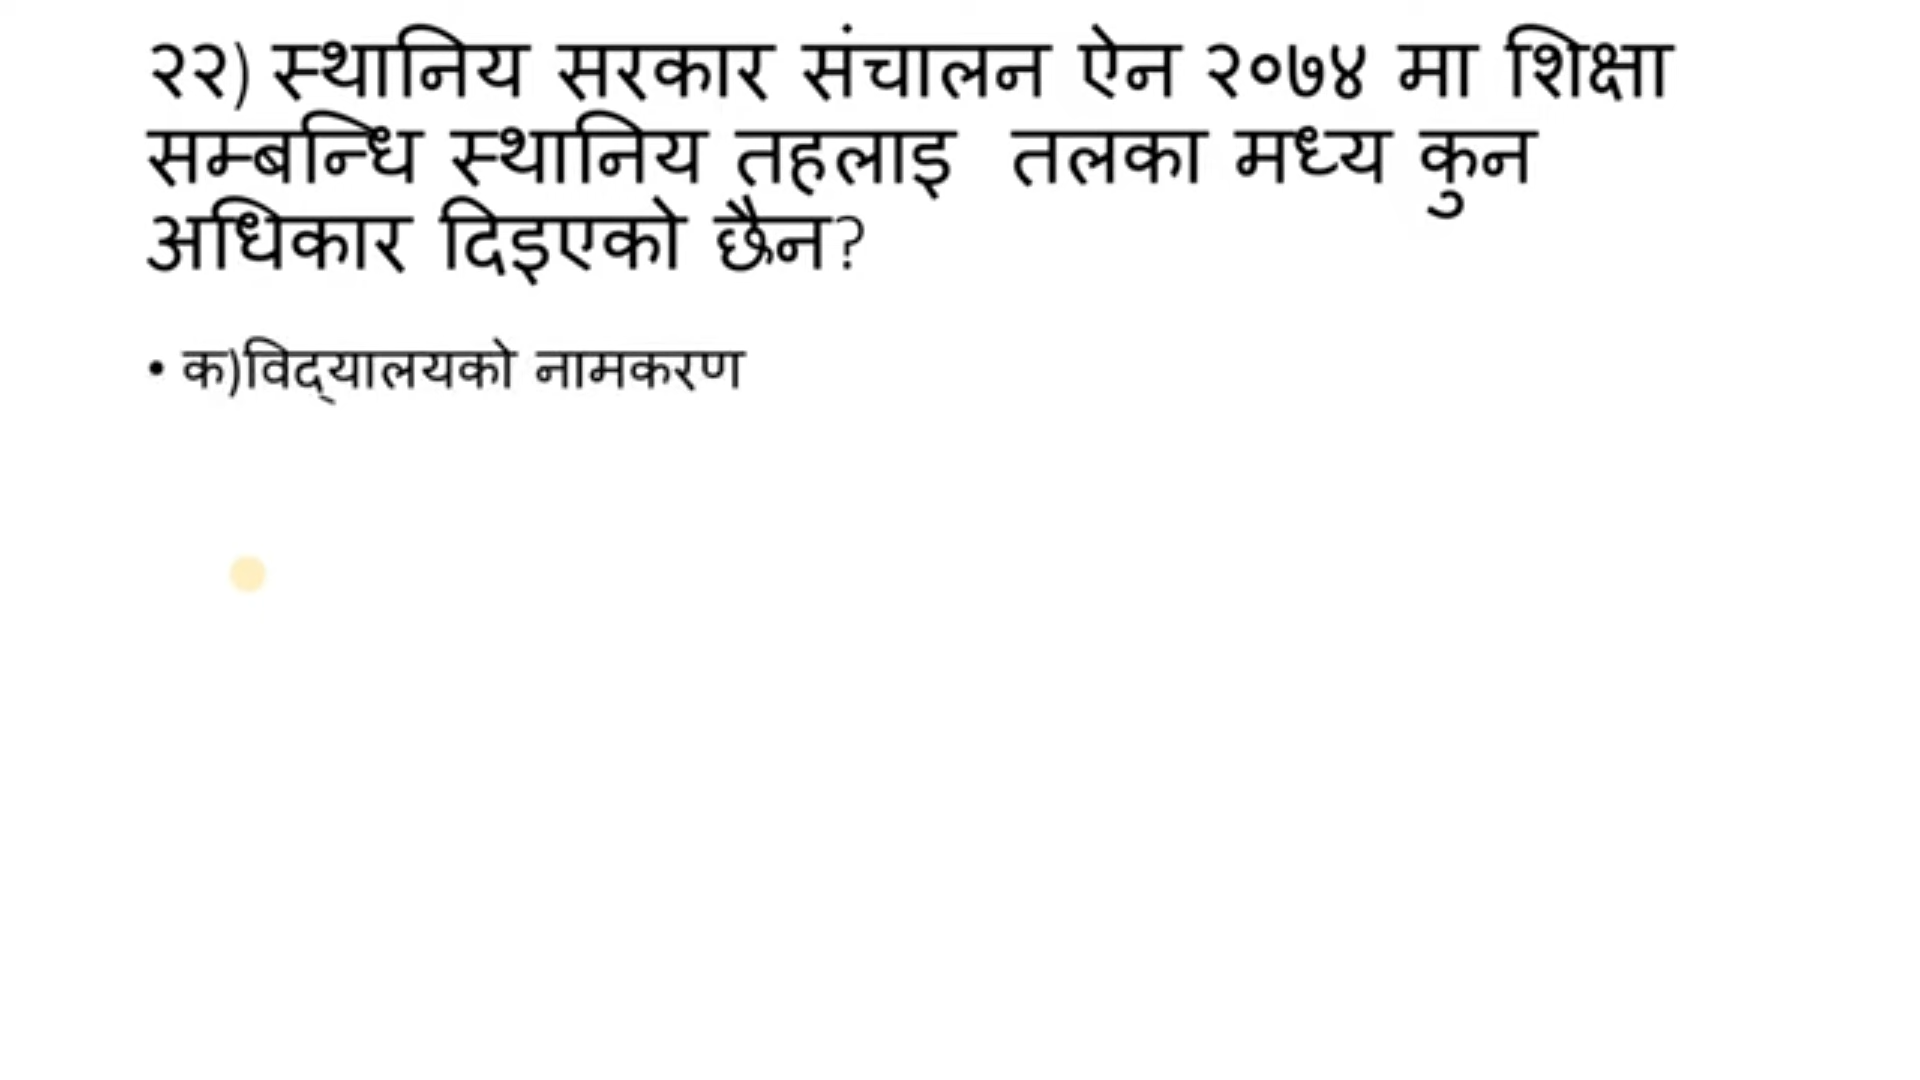 २२) स्थानिय सरकार संचालन ऐन २०७४ मा शिक्षा
सम्बन्धि स्थानिय तहलाइ तलका मध्य कुन
अधिकार दिइएको छैन?
• क)विद्‌यालयको नामकरण